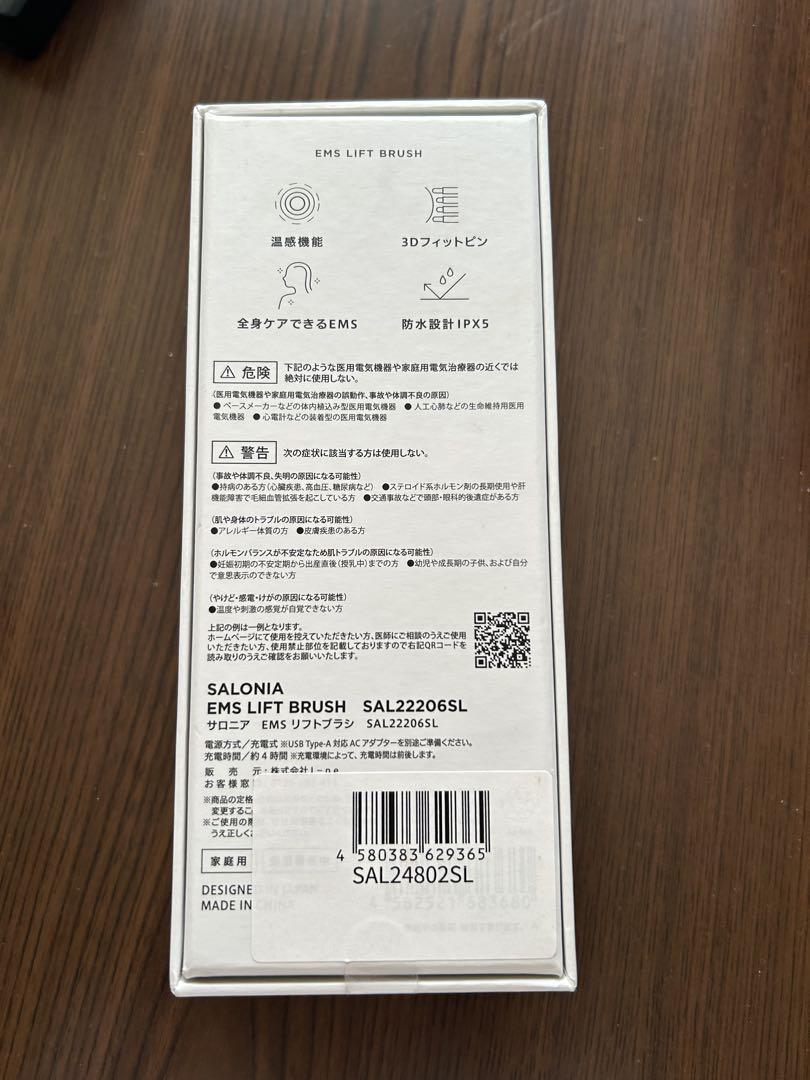 EMS LIFT BRUSH
温感機能
3Dフィットピン
全身ケアできるEMS
防水設計IPX5
危険 下記のような医用電気機器や家庭用電気治療器の近くでは
絶対に使用しない。
(医用電気機器や家庭用電気治療器の誤動作、事故や体調不良の原因)
●ペースメーカーなどの体内植込み型医用電気機器 ●人工心肺などの生命維持用医用
電気機器 ●心電計などの装着型の医用電気機器
警告 次の症状に該当する方は使用しない。
(事故や体調不良、失明の原因になる可能性)
●持病のある方(心臓疾患、高血圧、糖尿病など) ●ステロイド系ホルモン剤の長期使用や肝
機能障害で毛細血管拡張を起こしている方 ●交通事故などで頭部・眼科的後遺症がある方
(肌や身体のトラブルの原因になる可能性)
●アレルギー体質の方 ●皮膚疾患のある方
(ホルモンバランスが不安定なため肌トラブルの原因になる可能性)
●妊娠初期の不安定期から出産直後(授乳中)までの方 ●幼児や成長期の子供、および自分
で意思表示のできない方
(やけど・感電・けがの原因になる可能性)
●温度や刺激の感覚が自覚できない方
上記の例は一例となります。
ホームページにて使用を控えていただきたい方、医師にご相談のうえご使用
いただきたい方、使用禁止部位を記載しておりますので右記QRコードを
読み取りのうえご確認をお願いいたします。
SALONIA
EMS LIFT BRUSH SAL22206SL
サロニア EMS リフトブラシ SAL22206SL
電源方式/充電式 ※USB Type-A 対応 AC アダプターを別途ご準備ください。
充電時間/約4時間 ※充電環境によって、充電時間は前後します。
販売元:株式会社I-ne
お客様窓
※商品の定格
変更するこ
※ご使用の際
うえ正しく
家庭用
DESIGNED IN JAPAN
MADE IN CHINA
4 580383 629365
SAL24802SL
4 562521 683680